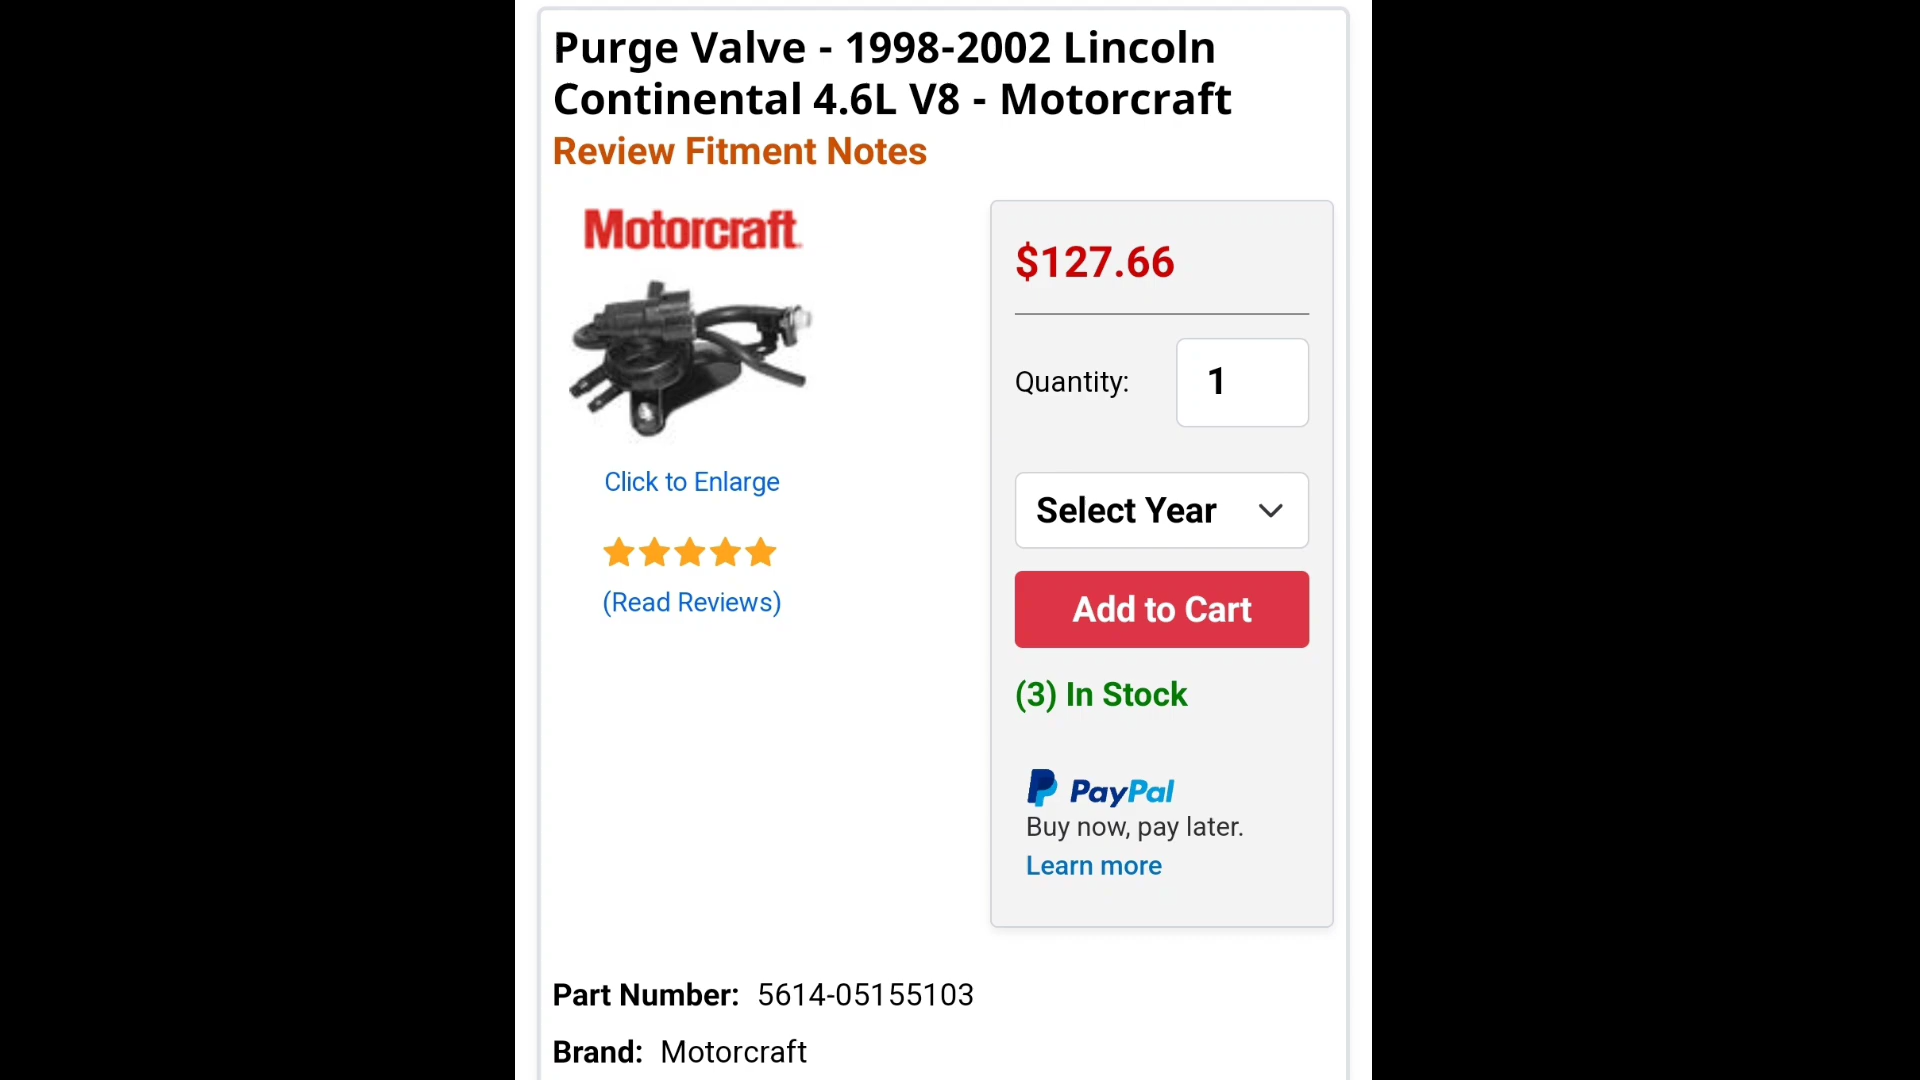 Purge Valve - 1998-2002 Lincoln
Continental 4.6L V8 - Motorcraft
Review Fitment Notes
Motorcraft
Click to Enlarge
(Read Reviews)
$127.66
Quantity: 1
Select Year
Add to Cart
(3) In Stock
PayPal
Buy now, pay later.
Learn more
Part Number: 5614-05155103
Brand: Motorcraft